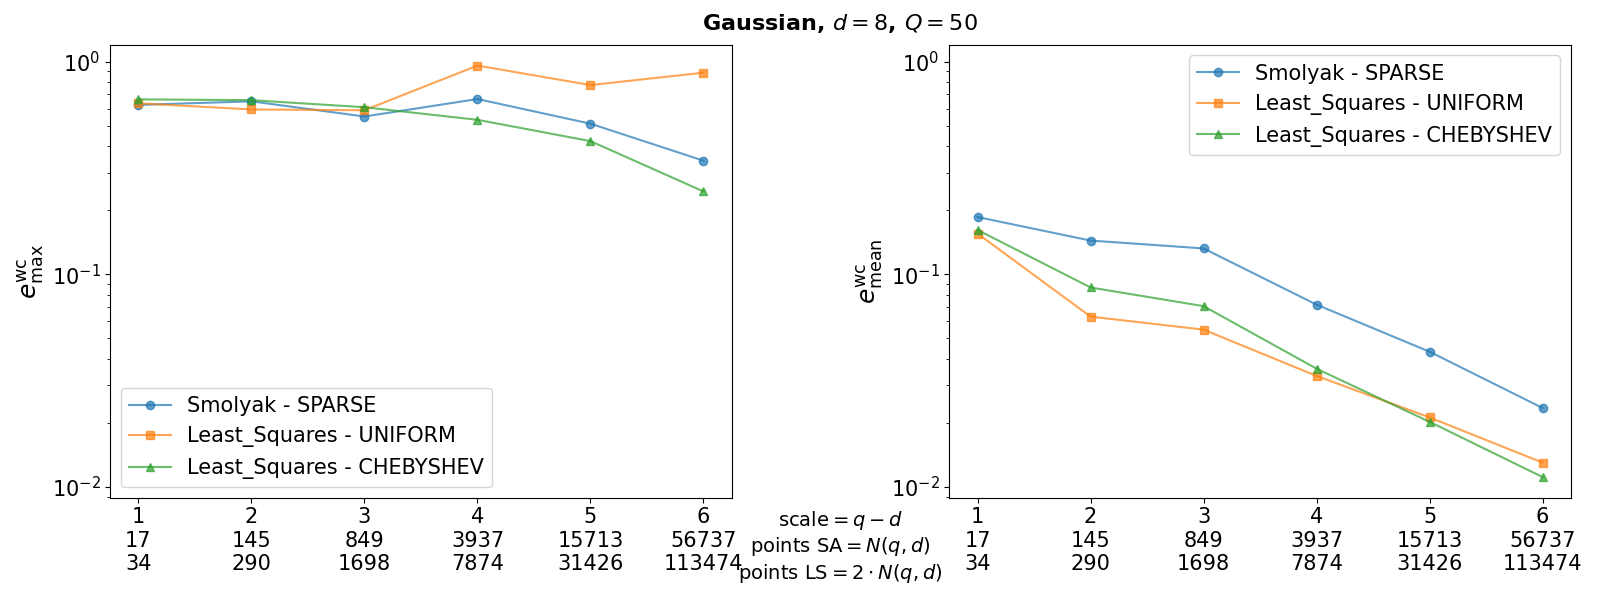 Gaussian, d = 8, Q = 50
10^0
10^−1
10^−2
e^wc_max
Smolyak - SPARSE
Least_Squares - UNIFORM
Least_Squares - CHEBYSHEV
1 2 3 4 5 6
17 145 849 3937 15713 56737
34 290 1698 7874 31426 113474
scale = q − d
points SA = N(q, d)
points LS = 2 · N(q, d)
10^0
10^−1
10^−2
e^wc_mean
Smolyak - SPARSE
Least_Squares - UNIFORM
Least_Squares - CHEBYSHEV
1 2 3 4 5 6
17 145 849 3937 15713 56737
34 290 1698 7874 31426 113474